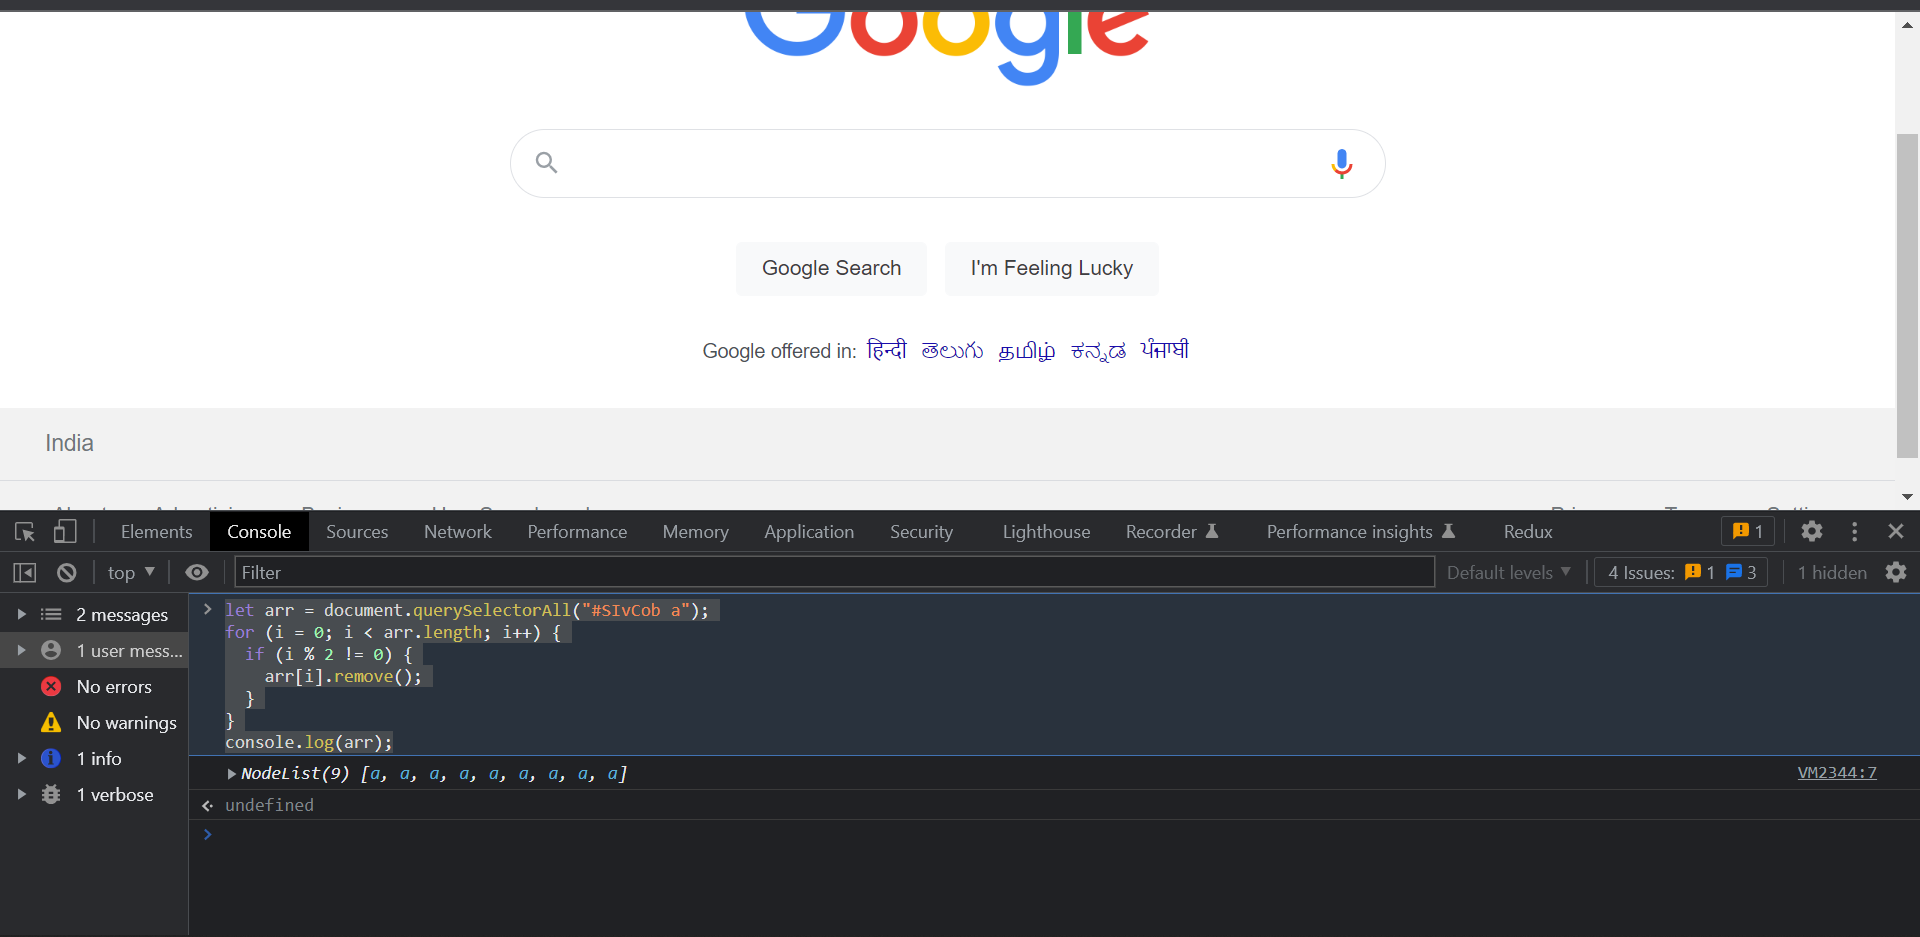 Google
Google Search I'm Feeling Lucky
Google offered in: हिन्दी తెలుగు தமிழ் ಕನ್ನಡ ਪੰਜਾਬੀ
India
Elements Console Sources Network Performance Memory Application Security Lighthouse Recorder Performance insights Redux 1
top Filter Default levels 4 Issues: 1 3 1 hidden
2 messages
1 user mess...
No errors
No warnings
1 info
1 verbose
let arr = document.querySelectorAll("#SIvCob a");
for (i = 0; i < arr.length; i++) {
if (i % 2 != 0) {
arr[i].remove();
}
}
console.log(arr);
NodeList(9) [a, a, a, a, a, a, a, a, a] VM2344:7
undefined